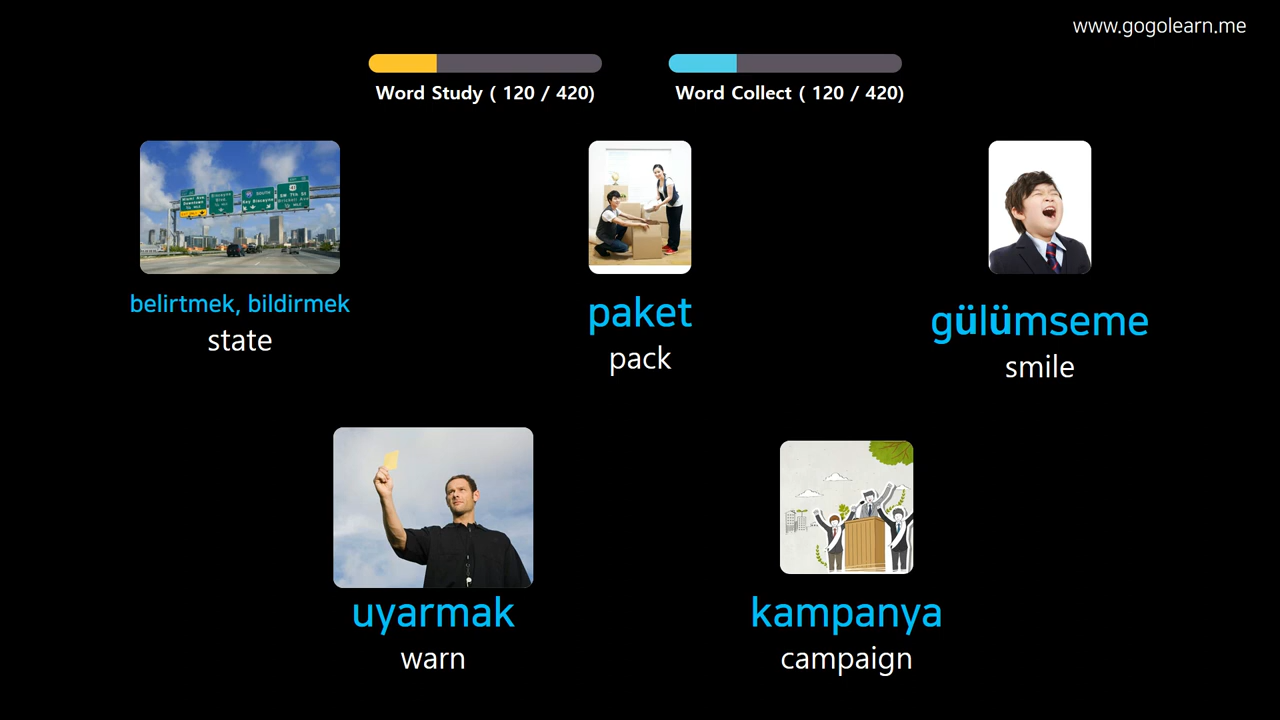 www.gogolearn.me
Word Study ( 120 / 420)
Word Collect ( 120 / 420)
belirtmek, bildirmek
state
paket
pack
gülümseme
smile
uyarmak
warn
kampanya
campaign